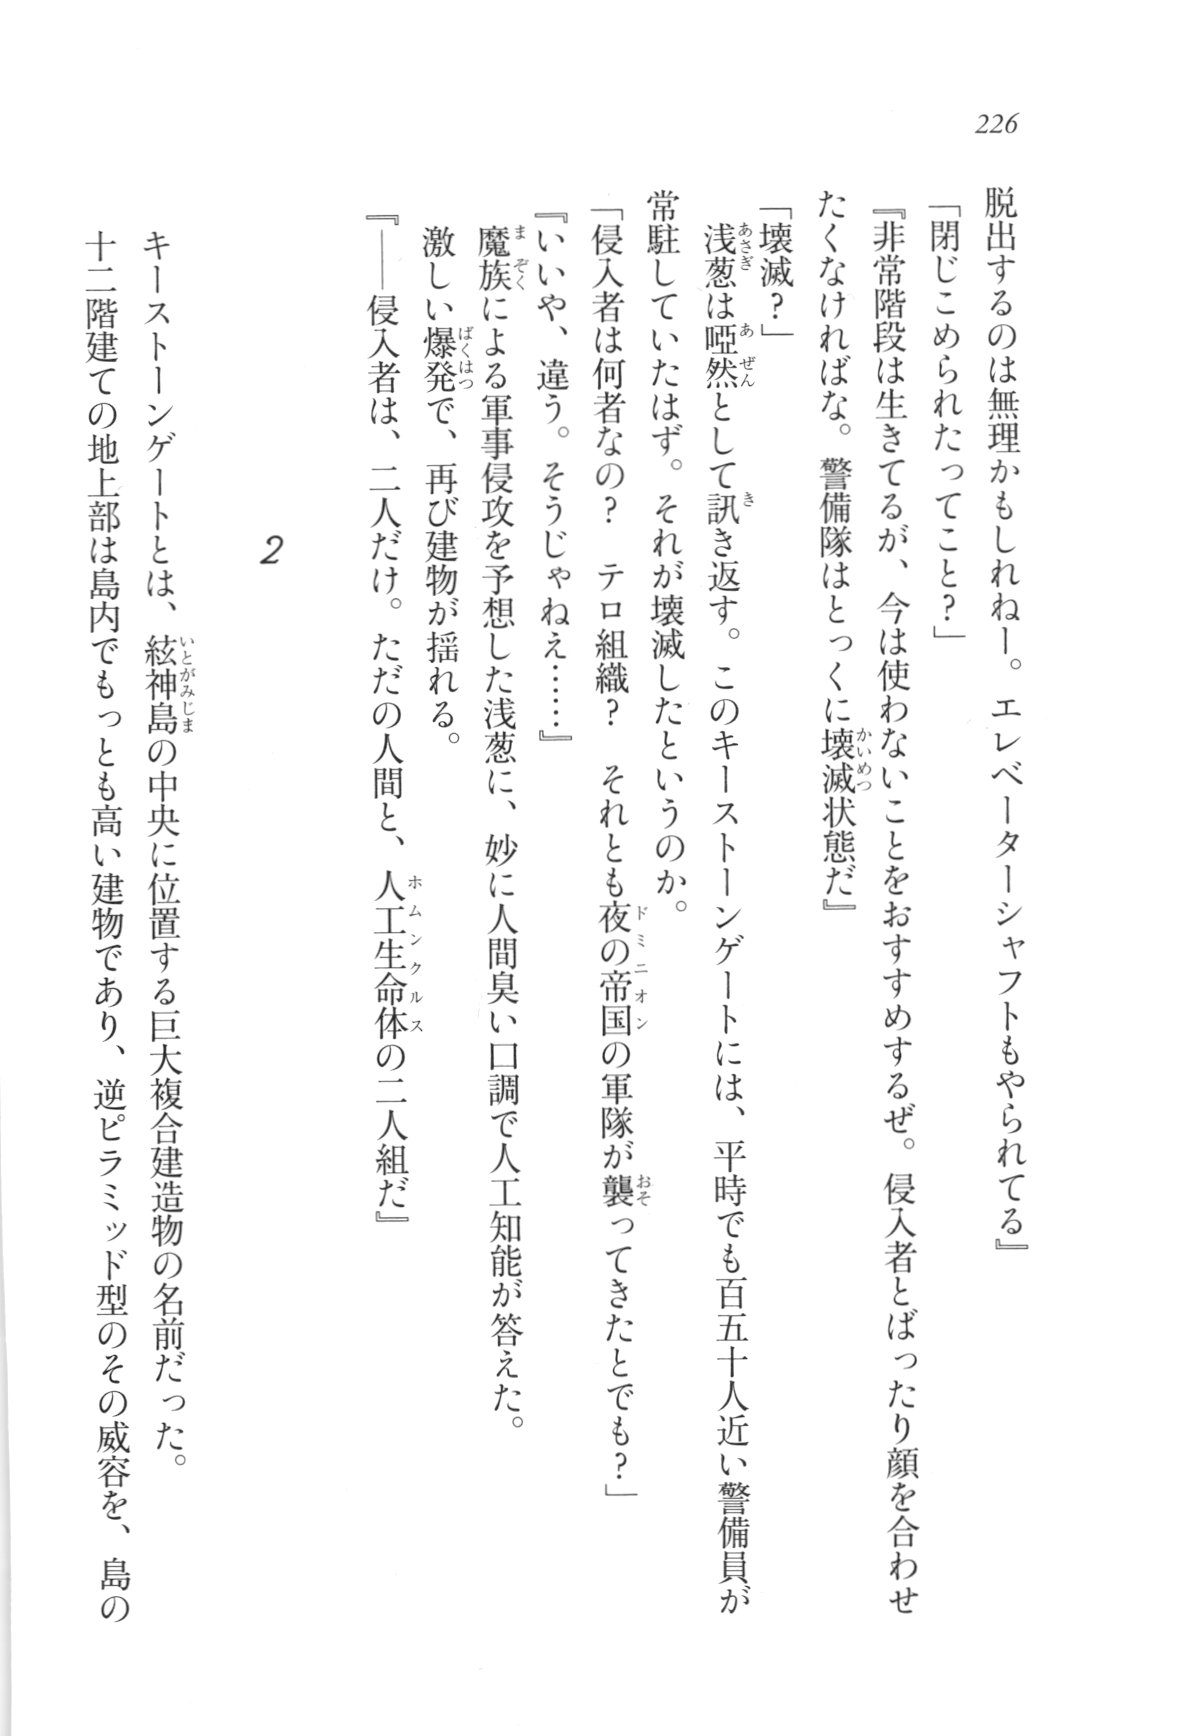 226
脱出するのは無理かもしれねー。エレベーターシャフトもやられてる』
「閉じこめられたってこと？」
『非常階段は生きてるが、今は使わないことをおすすめするぜ。侵入者とばったり顔を合わせ
たくなければな。警備隊はとっくに壊滅状態だ』
「壊滅？」
浅葱は啞然として訊き返す。このキーストーンゲートには、平時でも百五十人近い警備員が
常駐していたはず。それが壊滅したというのか。
「侵入者は何者なの？　テロ組織？　それとも夜の帝国の軍隊が襲ってきたとでも？」
『いいや、違う。そうじゃねえ……』
魔族による軍事侵攻を予想した浅葱に、妙に人間臭い口調で人工知能が答えた。
激しい爆発で、再び建物が揺れる。
『――侵入者は、二人だけ。ただの人間と、人工生命体の二人組だ』
2
キーストーンゲートとは、絃神島の中央に位置する巨大複合建造物の名前だった。
十二階建ての地上部は島内でもっとも高い建物であり、逆ピラミッド型のその威容を、島の